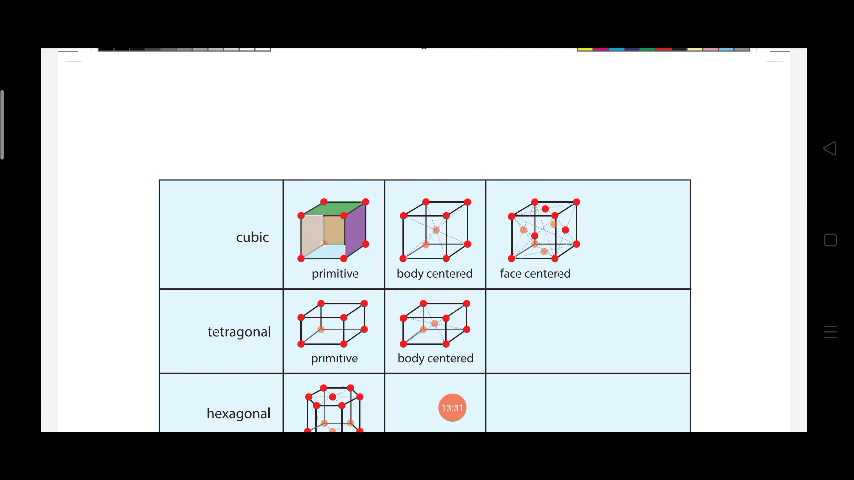 cubic
primitive
body centered
face centered
tetragonal
primitive
body centered
hexagonal
13:31